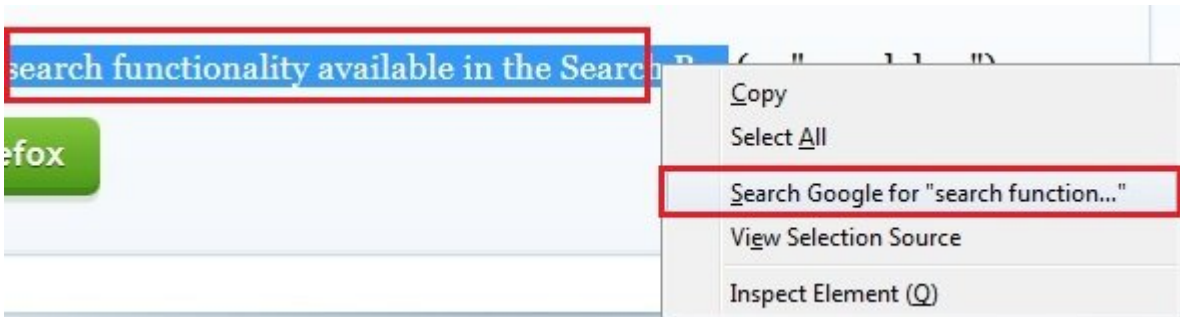 search functionality available in the Search
efox
Copy
Select All
Search Google for "search function..."
View Selection Source
Inspect Element (Q)